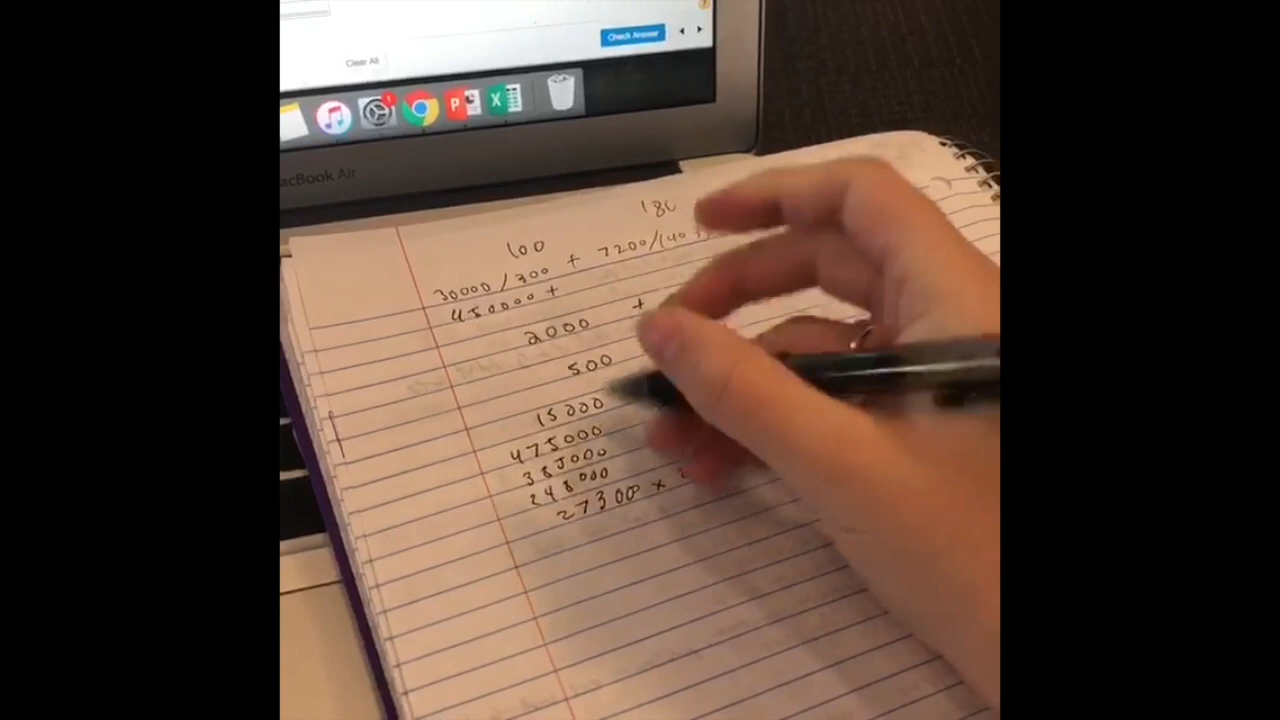 Check Answer
Clear All
acBook Air
180
100
30000/300 + 7200/(40
450000 +
2000 +
500
15000
475000
385000
248000
27300 x